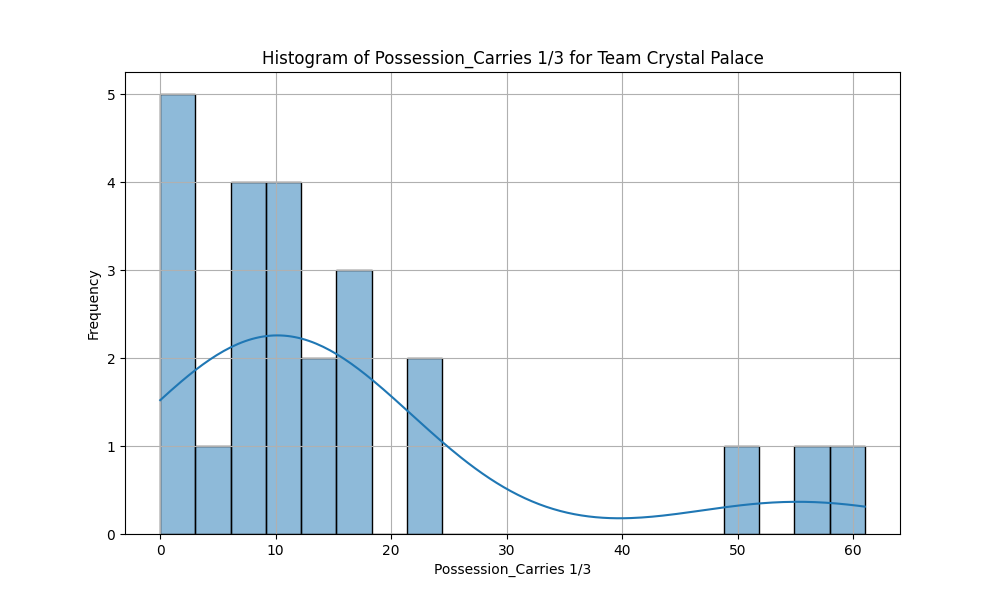 Histogram of Possession_Carries 1/3 for Team Crystal Palace
5
4
3
2
1
0
Frequency
0 10 20 30 40 50 60
Possession_Carries 1/3